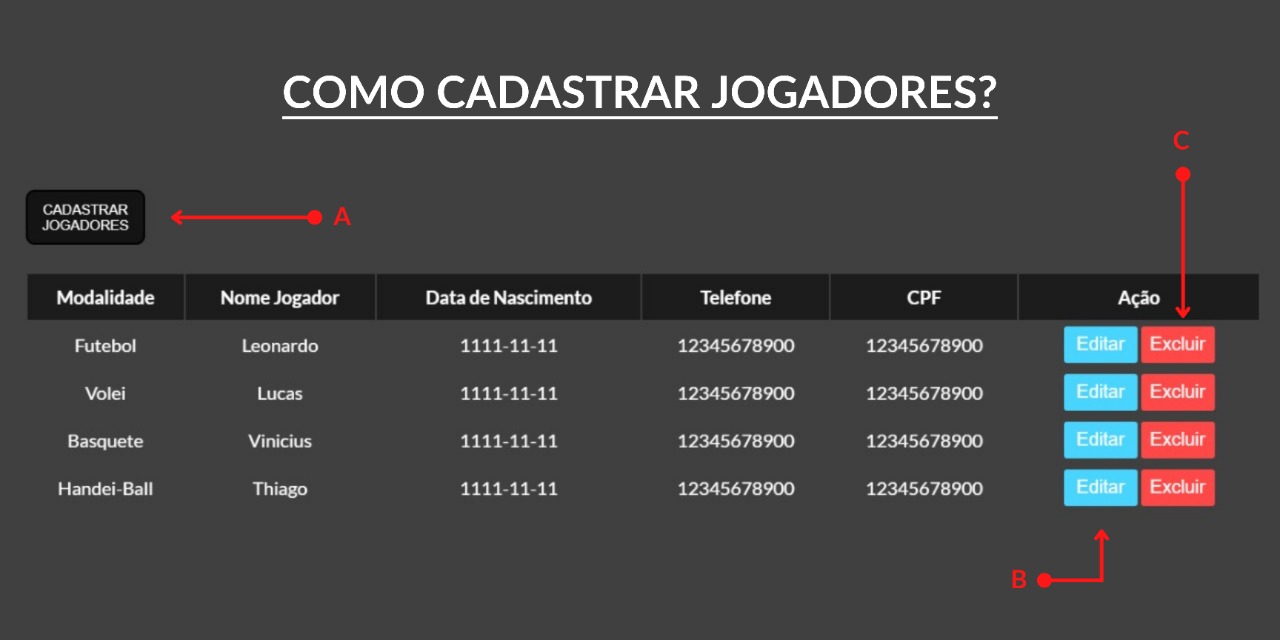 COMO CADASTRAR JOGADORES?
C
CADASTRAR
JOGADORES
A
Modalidade Nome Jogador Data de Nascimento Telefone CPF Ação
Futebol Leonardo 1111-11-11 12345678900 12345678900 Editar Excluir
Volei Lucas 1111-11-11 12345678900 12345678900 Editar Excluir
Basquete Vinicius 1111-11-11 12345678900 12345678900 Editar Excluir
Handei-Ball Thiago 1111-11-11 12345678900 12345678900 Editar Excluir
B